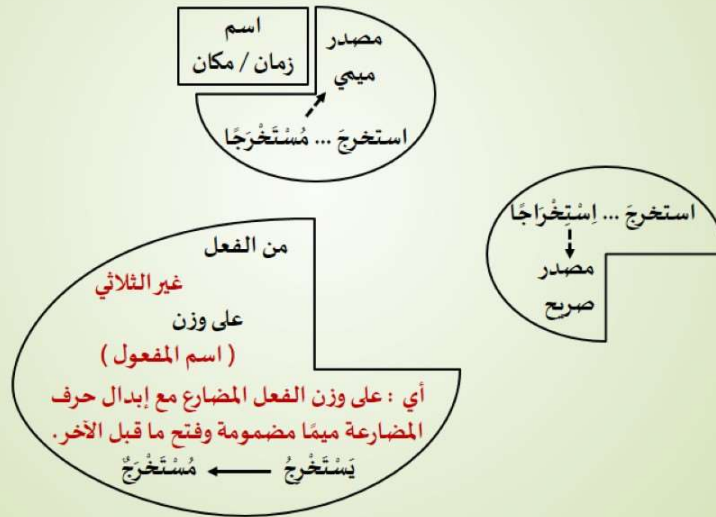 اسم
زمان / مكان
مصدر
ميمي
استخرجَ ... مُسْتَخْرَجًا
استخرجَ ... اِسْتِخْرَاجًا
مصدر
صريح
من الفعل
غير الثلاثي
على وزن
( اسم المفعول )
أي : على وزن الفعل المضارع مع إبدال حرف
المضارعة ميمًا مضمومة وفتح ما قبل الآخر.
يَسْتَخْرِجُ ← مُسْتَخْرَجٌ